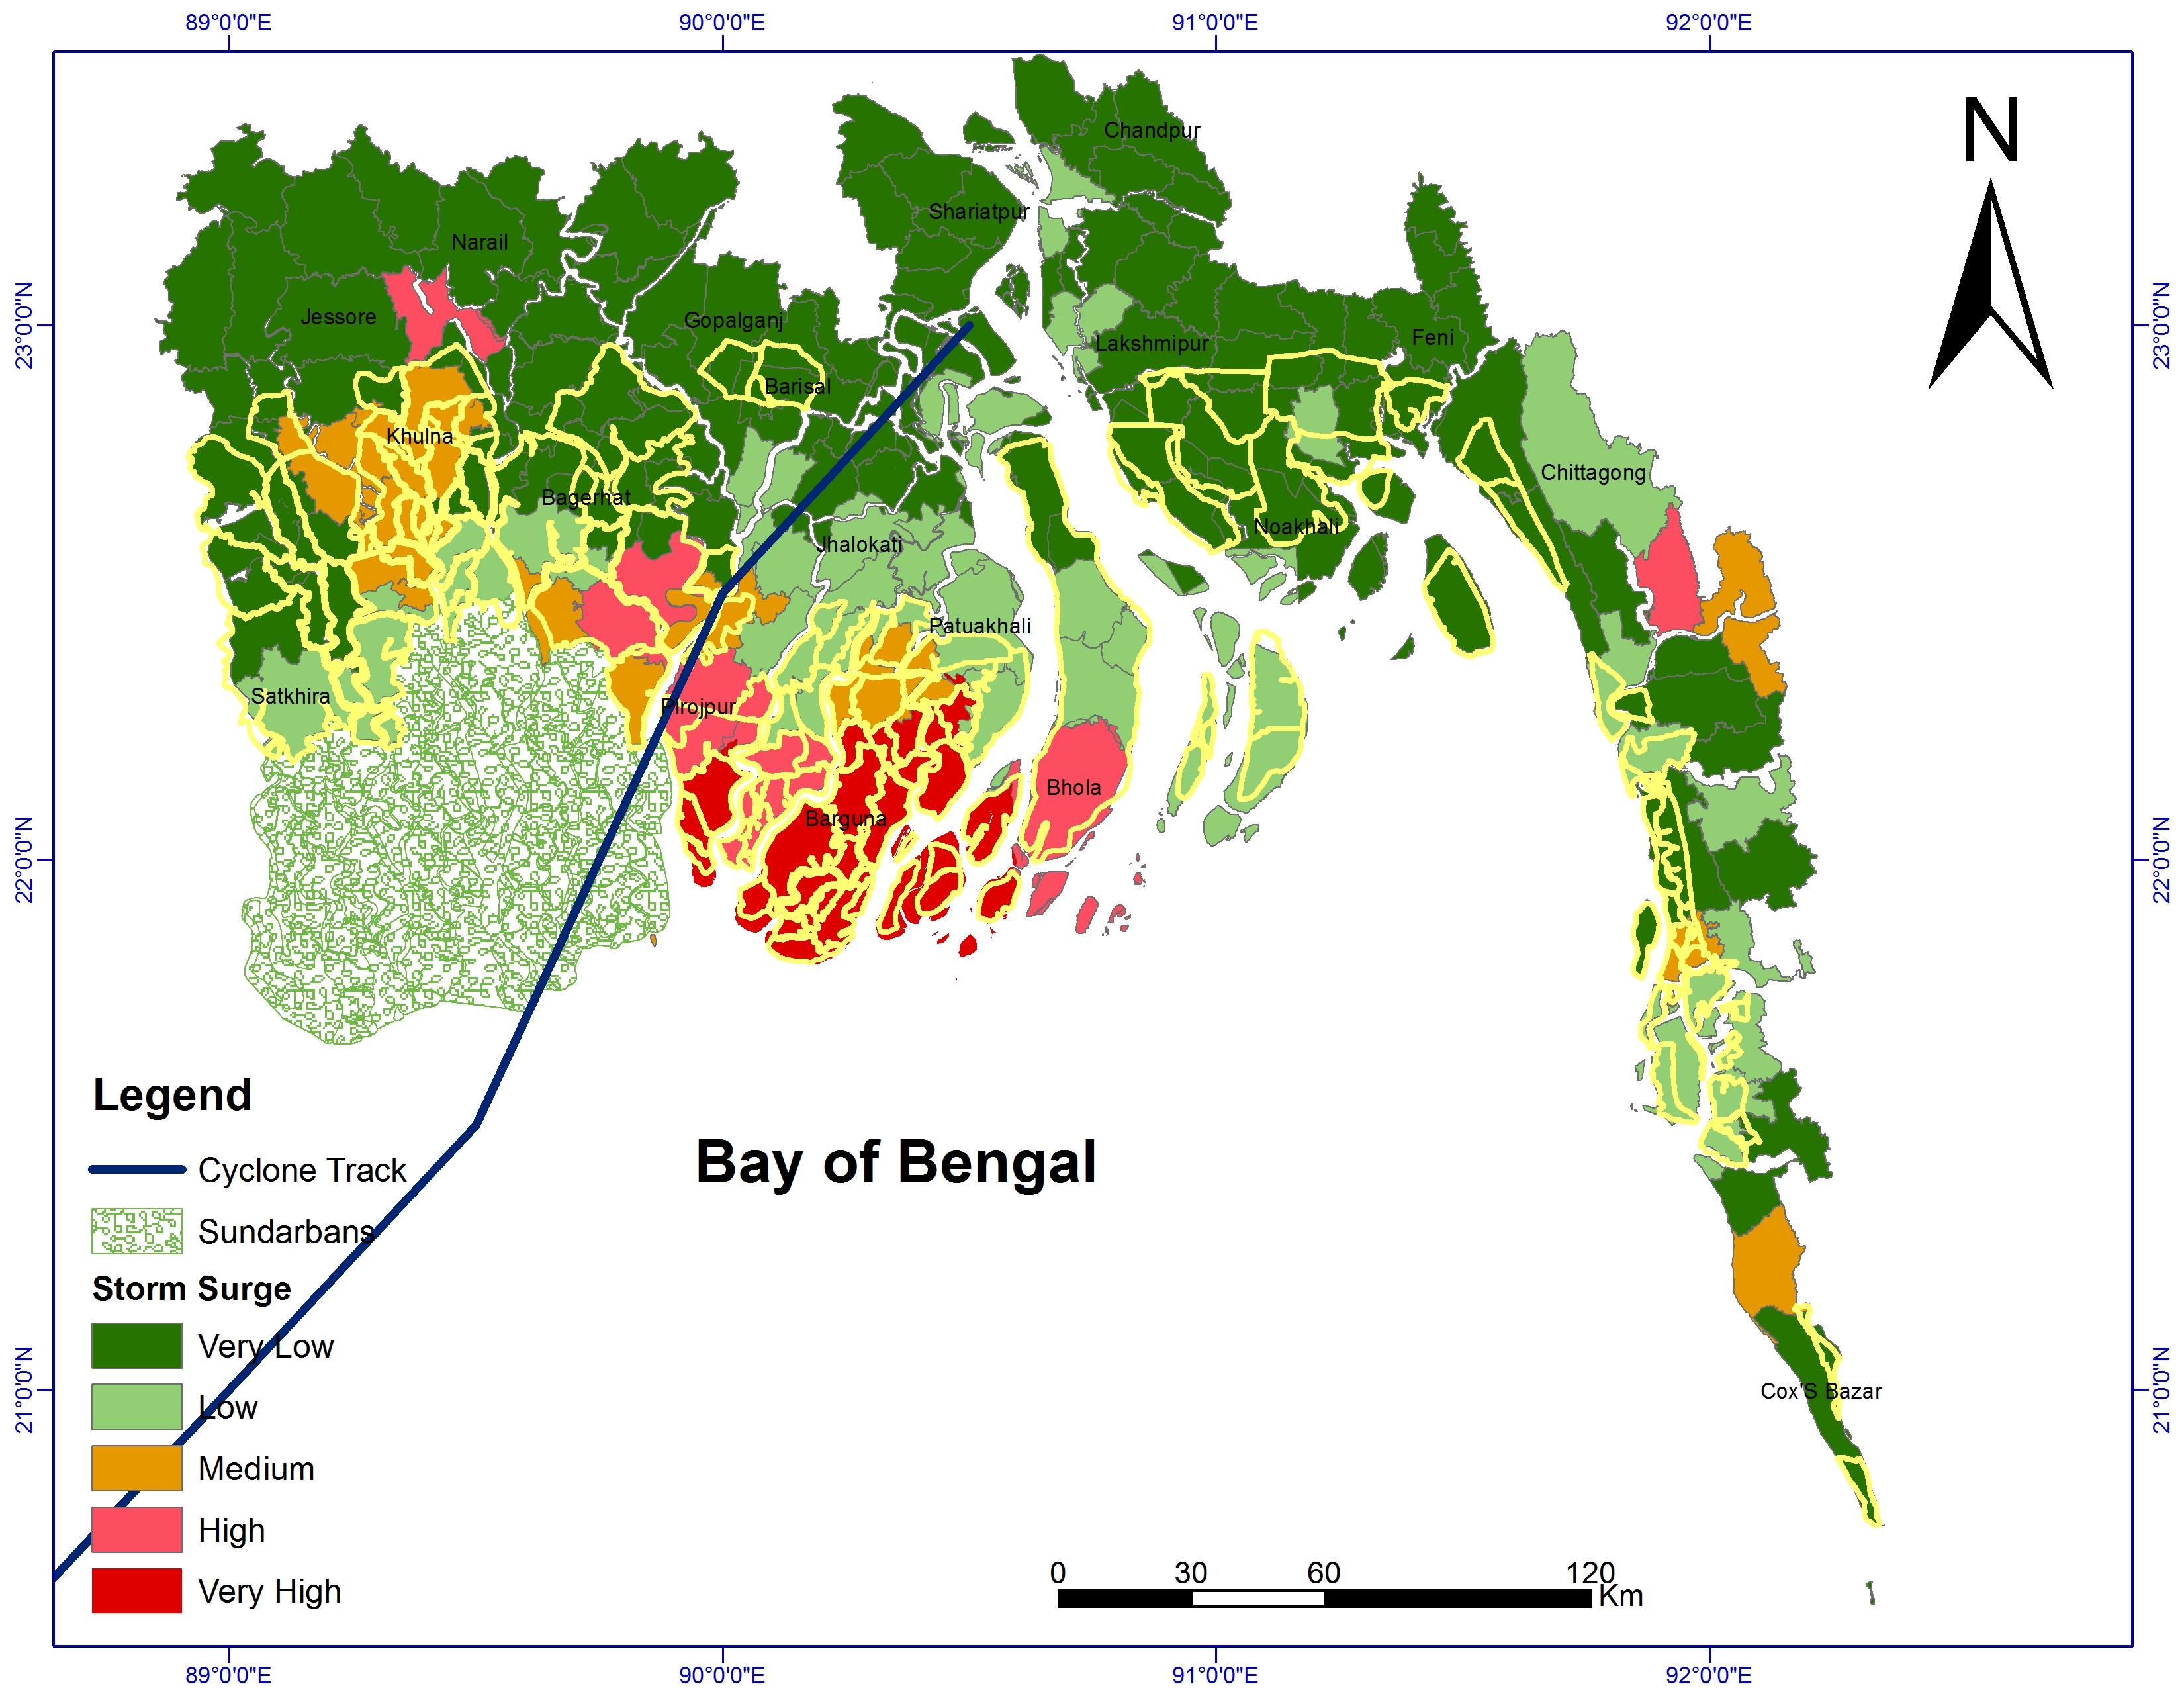 89°0'0"E 90°0'0"E 91°0'0"E 92°0'0"E
N
Chandpur
Shariatpur
Narail
23°0'0"N
23°0'0"N
Jessore
Gopalganj
Lakshmipur
Feni
Barisal
Khulna
Chittagong
Bagerhat
Noakhali
Jhalokati
Patuakhali
Satkhira
Pirojpur
Bhola
Barguna
22°0'0"N
22°0'0"N
Legend
Cyclone Track
Bay of Bengal
Sundarbans
Storm Surge
Very Low
21°0'0"N
21°0'0"N
Cox'S Bazar
Low
Medium
High
Very High
0 30 60 120
Km
89°0'0"E 90°0'0"E 91°0'0"E 92°0'0"E